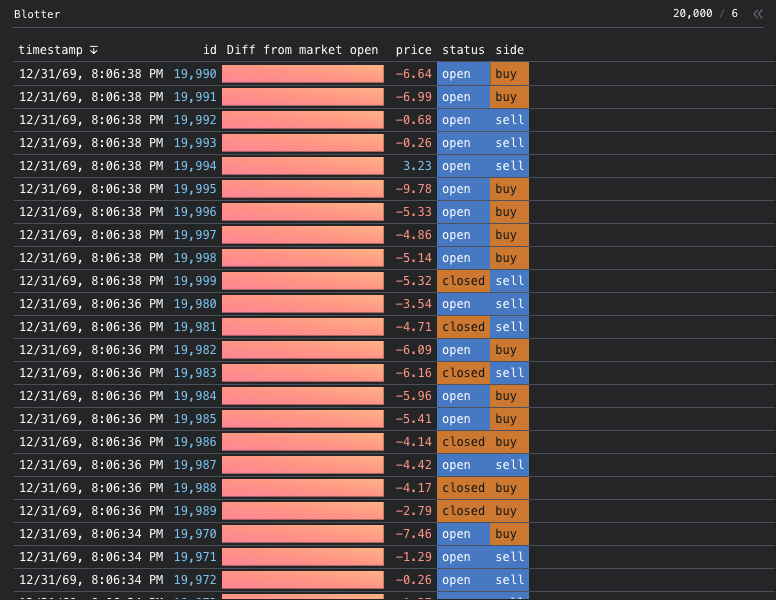 Blotter 20,000 / 6 «
timestamp id Diff from market open price status side
12/31/69, 8:06:38 PM 19,990 -6.64 open buy
12/31/69, 8:06:38 PM 19,991 -6.99 open buy
12/31/69, 8:06:38 PM 19,992 -0.68 open sell
12/31/69, 8:06:38 PM 19,993 -0.26 open sell
12/31/69, 8:06:38 PM 19,994 3.23 open sell
12/31/69, 8:06:38 PM 19,995 -9.78 open buy
12/31/69, 8:06:38 PM 19,996 -5.33 open buy
12/31/69, 8:06:38 PM 19,997 -4.86 open buy
12/31/69, 8:06:38 PM 19,998 -5.14 open buy
12/31/69, 8:06:38 PM 19,999 -5.32 closed sell
12/31/69, 8:06:36 PM 19,980 -3.54 open sell
12/31/69, 8:06:36 PM 19,981 -4.71 closed sell
12/31/69, 8:06:36 PM 19,982 -6.09 open buy
12/31/69, 8:06:36 PM 19,983 -6.16 closed sell
12/31/69, 8:06:36 PM 19,984 -5.96 open buy
12/31/69, 8:06:36 PM 19,985 -5.41 open buy
12/31/69, 8:06:36 PM 19,986 -4.14 closed buy
12/31/69, 8:06:36 PM 19,987 -4.42 open sell
12/31/69, 8:06:36 PM 19,988 -4.17 closed buy
12/31/69, 8:06:36 PM 19,989 -2.79 closed buy
12/31/69, 8:06:34 PM 19,970 -7.46 open buy
12/31/69, 8:06:34 PM 19,971 -1.29 open sell
12/31/69, 8:06:34 PM 19,972 -0.26 open sell